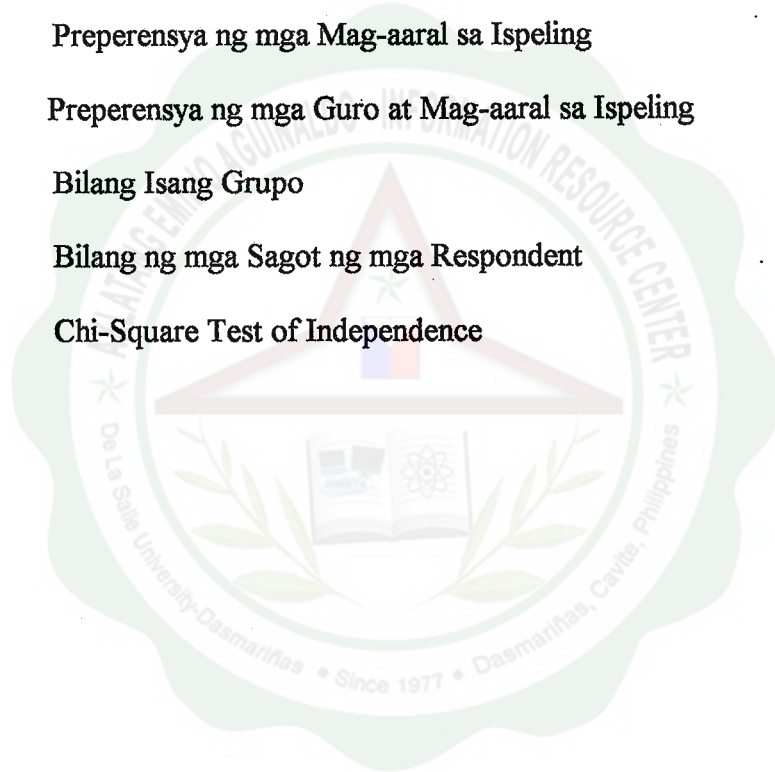 Preperensya ng mga Mag-aaral sa Ispeling
Preperensya ng mga Guro at Mag-aaral sa Ispeling
Bilang Isang Grupo
Bilang ng mga Sagot ng mga Respondent
Chi-Square Test of Independence
AKLATANG EMILIO AGUINALDO - INFORMATION RESOURCE CENTER
De La Salle University-Dasmariñas • Since 1977 • Dasmariñas, Cavite, Philippines